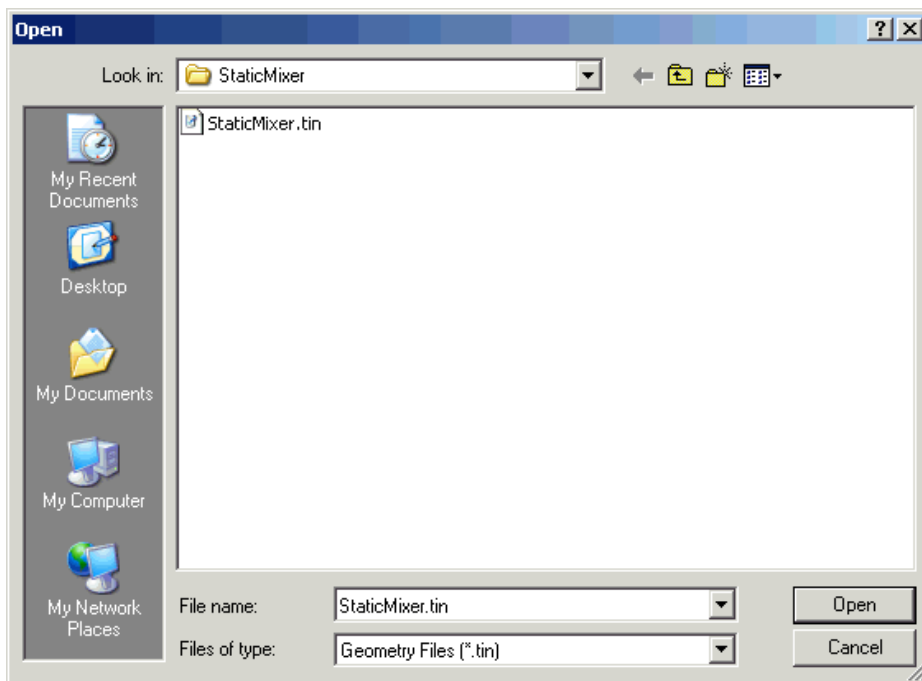 Open
Look in: StaticMixer
StaticMixer.tin
My Recent
Documents
Desktop
My Documents
My Computer
My Network
Places
File name: StaticMixer.tin Open
Files of type: Geometry Files (*.tin) Cancel